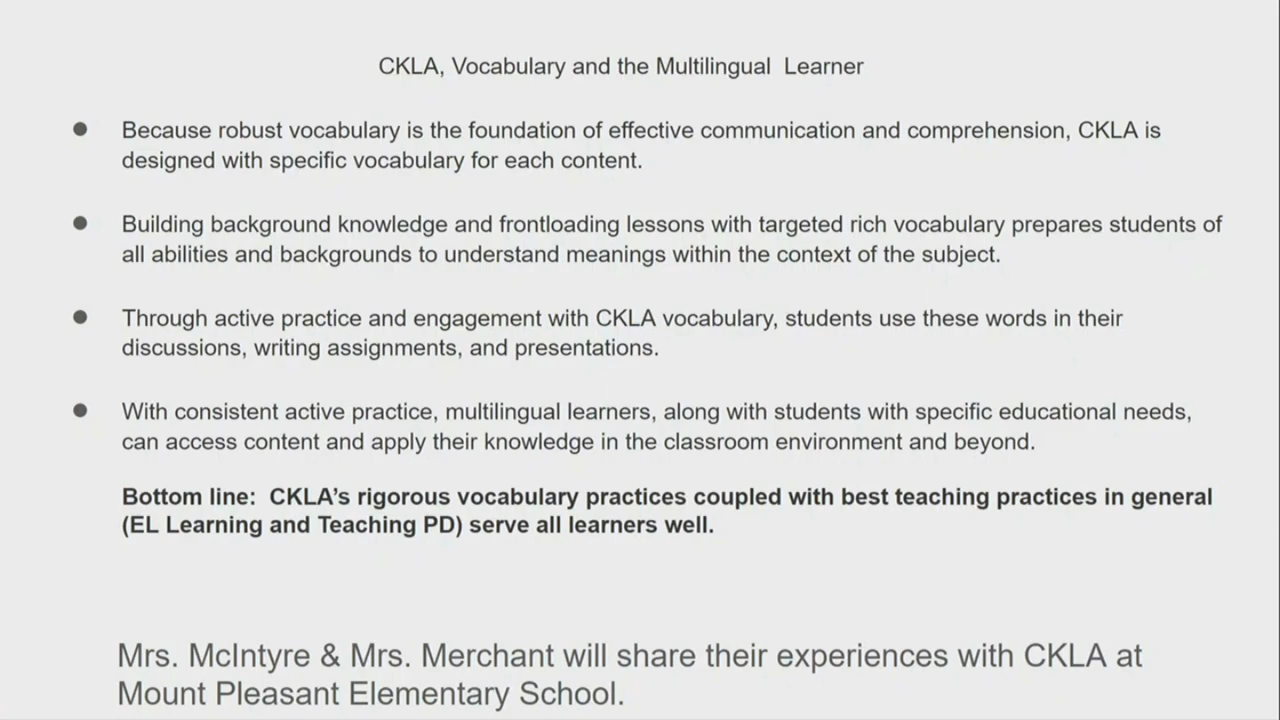 CKLA, Vocabulary and the Multilingual Learner
● Because robust vocabulary is the foundation of effective communication and comprehension, CKLA is
designed with specific vocabulary for each content.
● Building background knowledge and frontloading lessons with targeted rich vocabulary prepares students of
all abilities and backgrounds to understand meanings within the context of the subject.
● Through active practice and engagement with CKLA vocabulary, students use these words in their
discussions, writing assignments, and presentations.
● With consistent active practice, multilingual learners, along with students with specific educational needs,
can access content and apply their knowledge in the classroom environment and beyond.
Bottom line: CKLA’s rigorous vocabulary practices coupled with best teaching practices in general
(EL Learning and Teaching PD) serve all learners well.
Mrs. McIntyre & Mrs. Merchant will share their experiences with CKLA at
Mount Pleasant Elementary School.